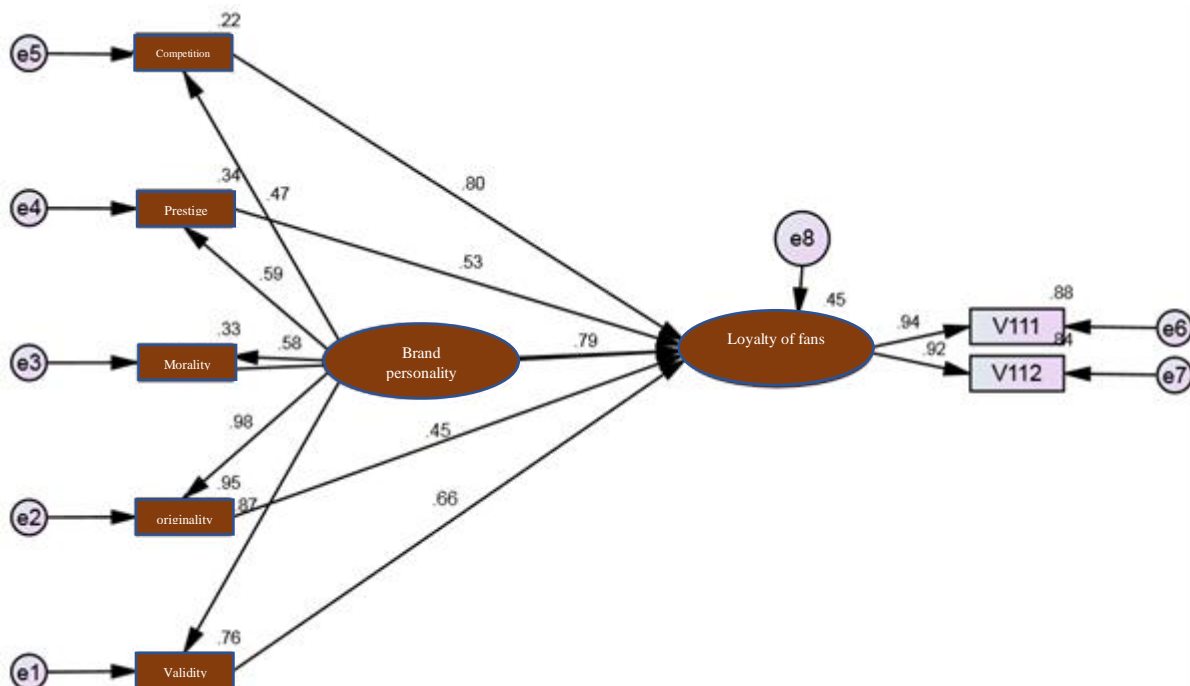 .22
e5
Competition
.34
.47
.80
e4
Prestige
.59
.53
e8
.33
.58
45
.88
e3
Morality
Brand
personality
.79
Loyalty of fans
.94
V111
e6
.84
.92
V112
e7
.98
.45
.95
.87
e2
originality
.66
.76
e1
Validity